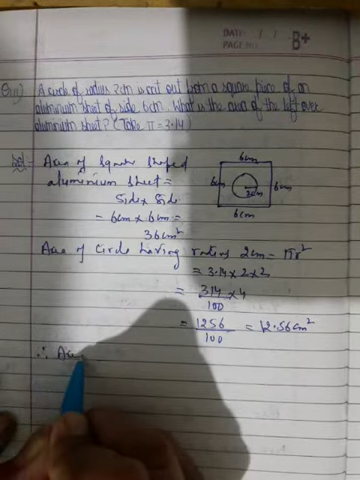 DATE: / /
PAGE NO.: B+
Q11) A circle of radius 2cm is cut out from a square piece of an
aluminium sheet of side 6cm. What is the area of the left over
aluminium sheet? (Take π = 3.14)
Sol:- Area of Square Shaped
aluminium sheet =
Side x Side
= 6cm x 6cm =
36cm²
6cm
6cm
2cm
6cm
6cm
Area of Circle having radius 2cm = πr²
= 3.14 x 2 x 2
= 314/100 x 4
= 1256/100 = 12.56cm²
∴ Area